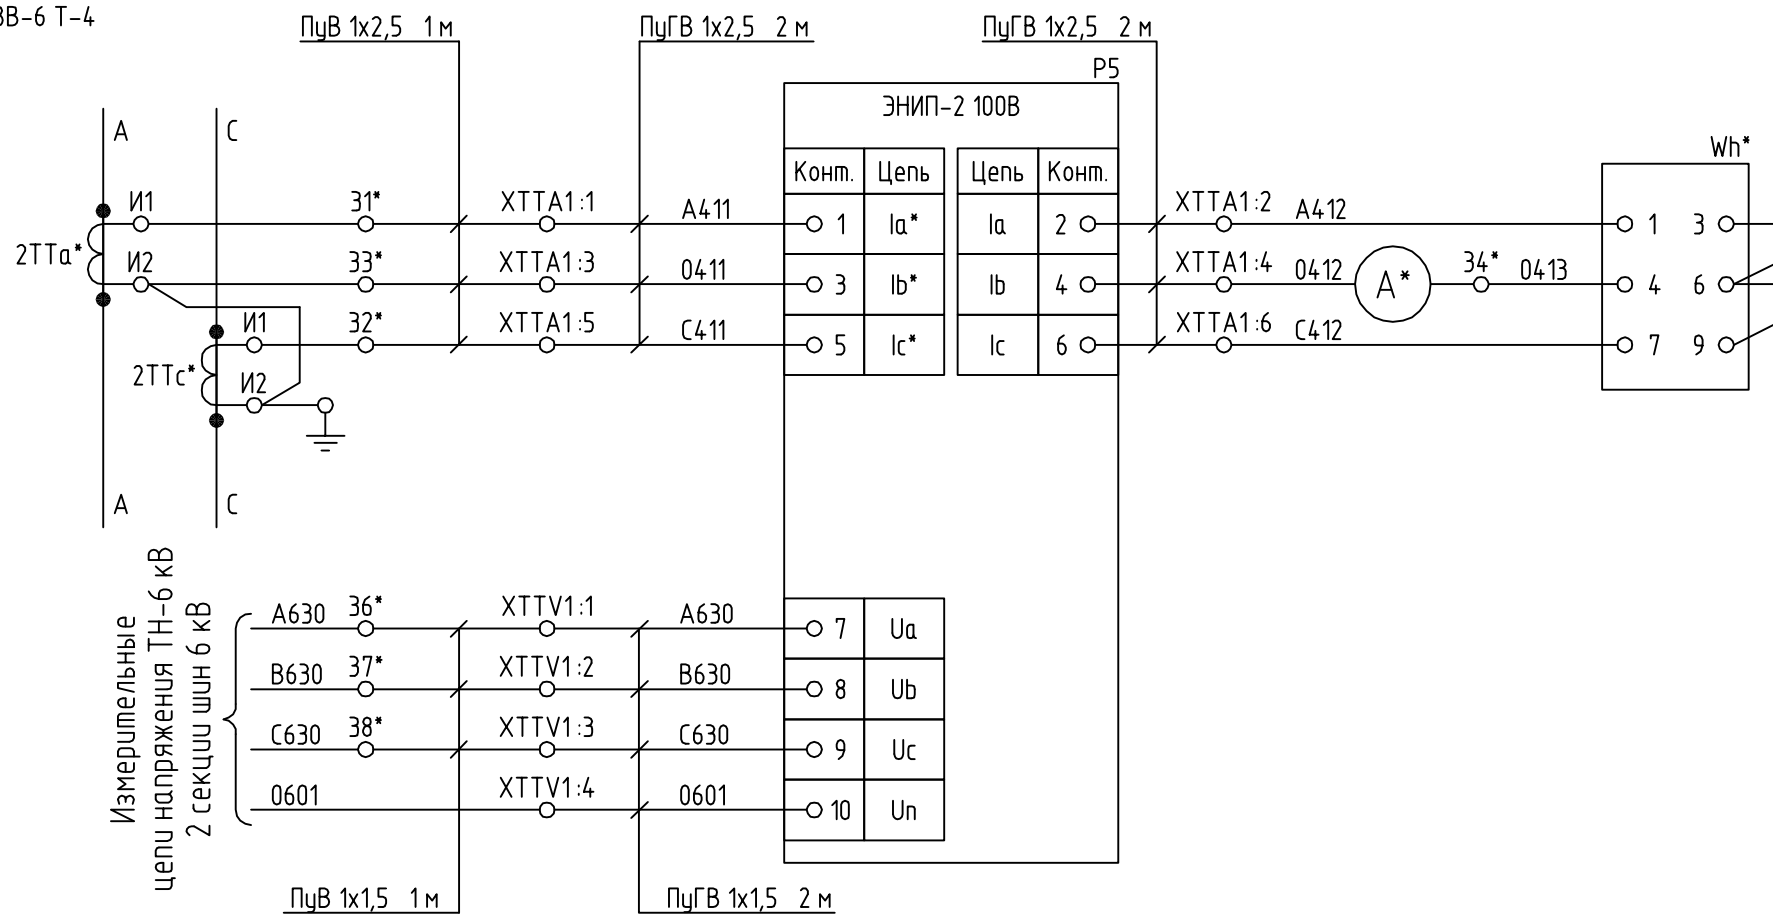 ЗВ-6 Т-4
ПуВ 1х2,5 1 м
ПуГВ 1х2,5 2 м
ПуГВ 1х2,5 2 м
Р5
ЭНИП-2 100В
А
С
Wh*
Конт.
Цепь
Цепь
Конт.
И1
31*
ХТТА1:1
А411
1
Ia*
Ia
2
ХТТА1:2
А412
1
3
2ТТа*
И2
33*
ХТТА1:3
0411
3
Ib*
Ib
4
ХТТА1:4
0412
А*
34*
0413
4
6
И1
32*
ХТТА1:5
С411
5
Ic*
Ic
6
ХТТА1:6
С412
7
9
2ТТс*
И2
А
С
Измерительные
цепи напряжения ТН-6 кВ
2 секции шин 6 кВ
А630
36*
ХТТV1:1
А630
7
Ua
В630
37*
ХТТV1:2
В630
8
Ub
С630
38*
ХТТV1:3
С630
9
Uc
0601
ХТТV1:4
0601
10
Un
ПуВ 1х1,5 1 м
ПуГВ 1х1,5 2 м